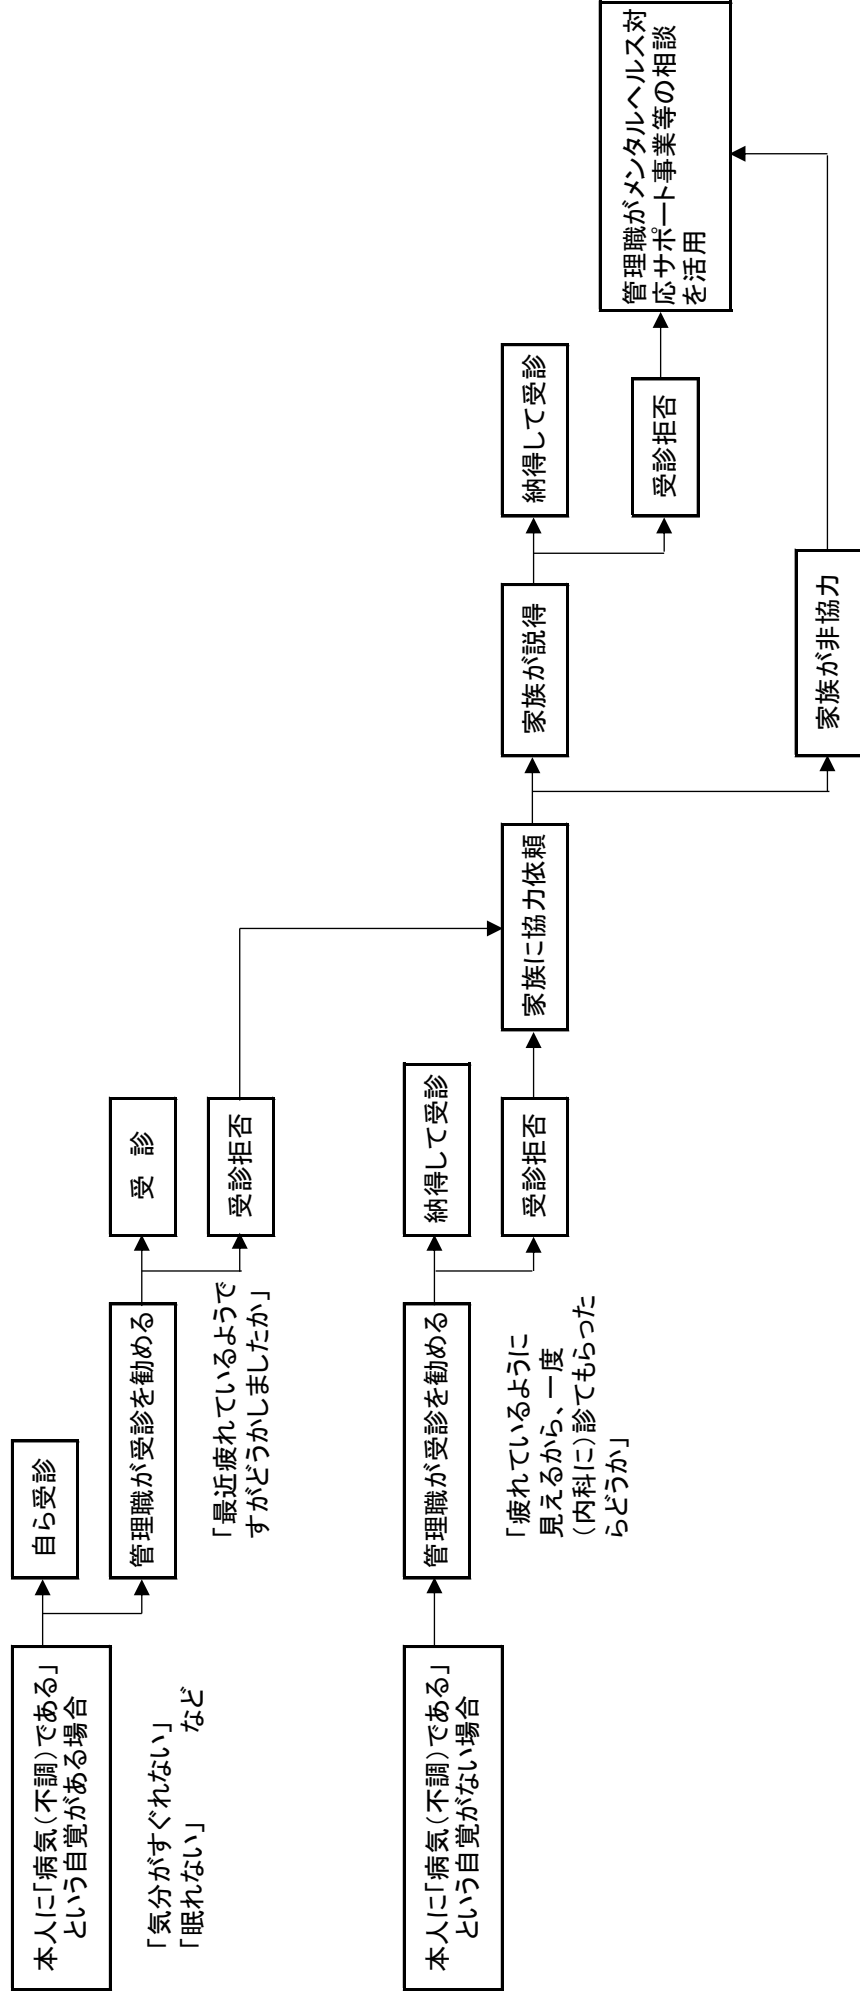 本人に「病気(不調)である」
という自覚がある場合
「気分がすぐれない」
「眠れない」　　　など
自ら受診
管理職が受診を勧める
「最近疲れているようで
すがどうかしましたか」
受　診
受診拒否
本人に「病気(不調)である」
という自覚がない場合
管理職が受診を勧める
「疲れているように
見えるから、一度
(内科に)診てもらった
らどうか」
納得して受診
受診拒否
家族に協力依頼
家族が説得
家族が非協力
納得して受診
受診拒否
管理職がメンタルヘルス対
応サポート事業等の相談
を活用